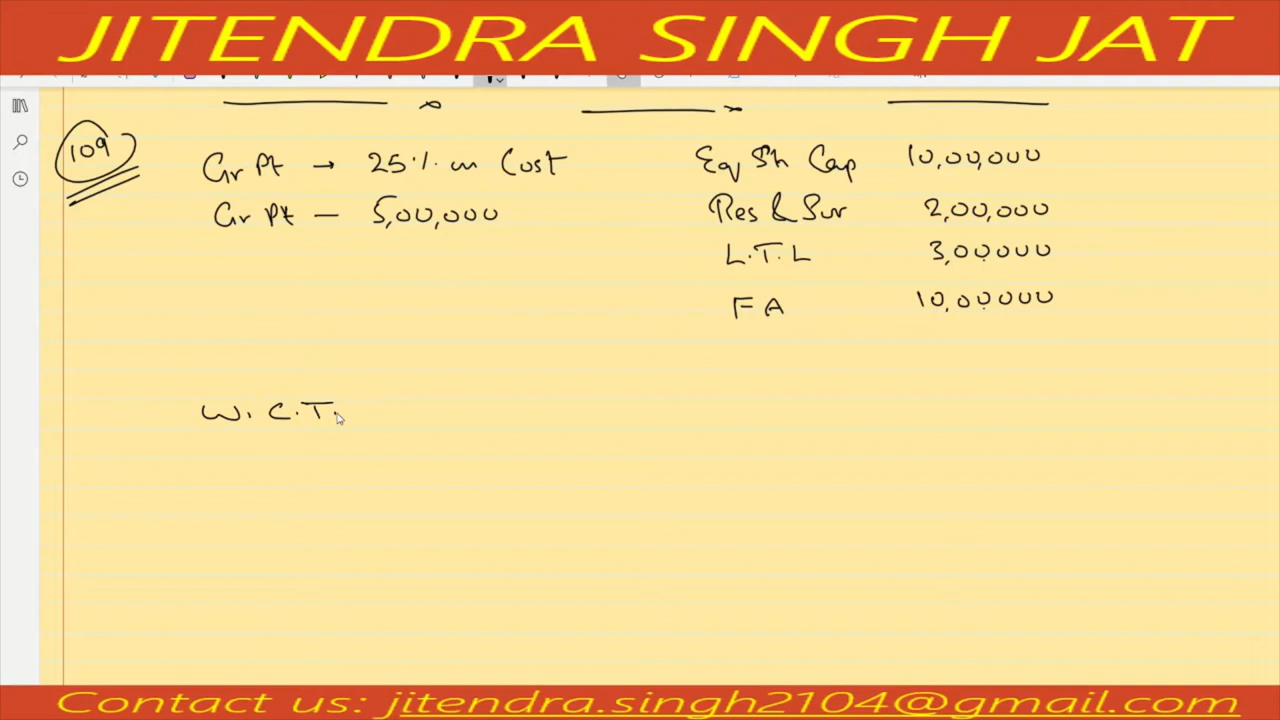 JITENDRA SINGH JAT
109
Gr Pt → 25% on Cost
Gr Pt — 5,00,000
Eq Sh Cap 10,00,000
Res & Sur 2,00,000
L.T.L 3,00,000
F A 10,00,000
W. C.T.
Contact us: jitendra.singh2104@gmail.com